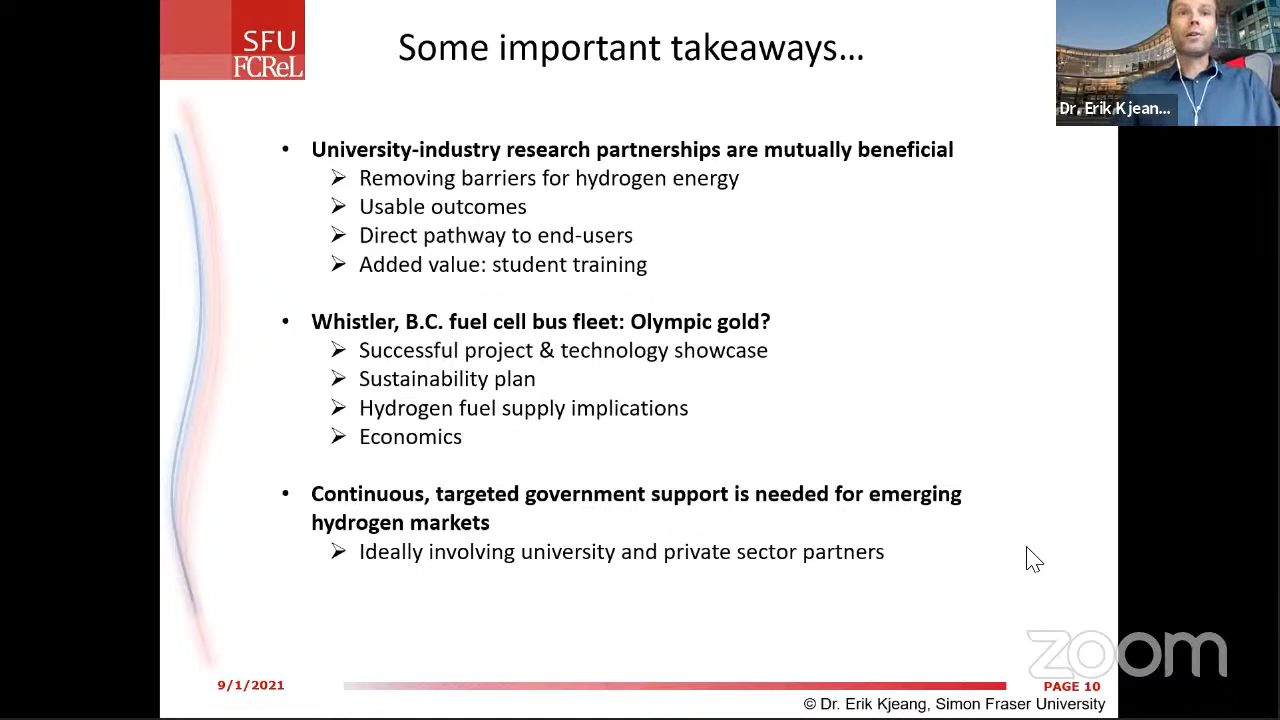 SFU
FCReL
Some important takeaways…
Dr. Erik Kjean...
• University-industry research partnerships are mutually beneficial
➢ Removing barriers for hydrogen energy
➢ Usable outcomes
➢ Direct pathway to end-users
➢ Added value: student training
• Whistler, B.C. fuel cell bus fleet: Olympic gold?
➢ Successful project & technology showcase
➢ Sustainability plan
➢ Hydrogen fuel supply implications
➢ Economics
• Continuous, targeted government support is needed for emerging
hydrogen markets
➢ Ideally involving university and private sector partners
zoom
9/1/2021
PAGE 10
© Dr. Erik Kjeang, Simon Fraser University